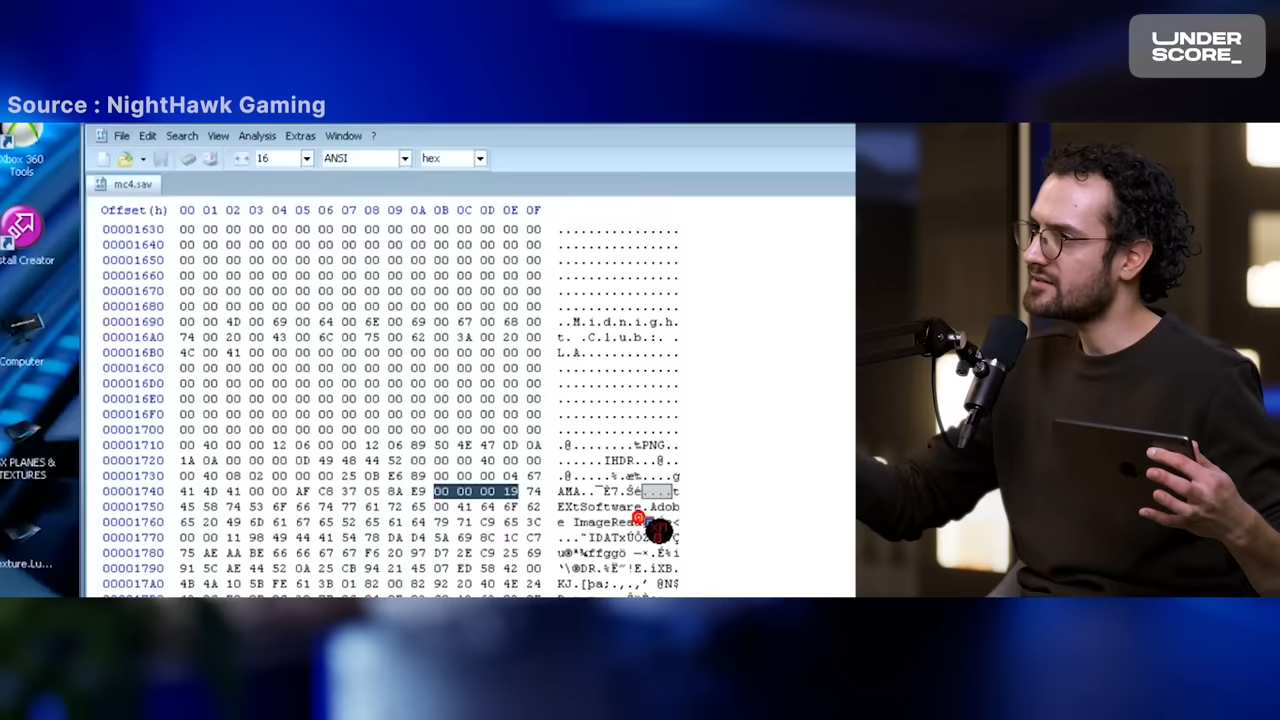 UNDER
SCORE_
Source : NightHawk Gaming
File Edit Search View Analysis Extras Window ?
Xbox 360
Tools
16 ANSI hex
mc4.sav
Offset(h) 00 01 02 03 04 05 06 07 08 09 0A 0B 0C 0D 0E 0F
00001630 00 00 00 00 00 00 00 00 00 00 00 00 00 00 00 00 ................
00001640 00 00 00 00 00 00 00 00 00 00 00 00 00 00 00 00 ................
stall Creator
00001650 00 00 00 00 00 00 00 00 00 00 00 00 00 00 00 00 ................
00001660 00 00 00 00 00 00 00 00 00 00 00 00 00 00 00 00 ................
00001670 00 00 00 00 00 00 00 00 00 00 00 00 00 00 00 00 ................
00001680 00 00 00 00 00 00 00 00 00 00 00 00 00 00 00 00 ................
00001690 00 00 4D 00 69 00 64 00 6E 00 69 00 67 00 68 00 ..M.i.d.n.i.g.h.
000016A0 74 00 20 00 43 00 6C 00 75 00 62 00 3A 00 20 00 t. .C.l.u.b.:. .
000016B0 4C 00 41 00 00 00 00 00 00 00 00 00 00 00 00 00 L.A.............
Computer
000016C0 00 00 00 00 00 00 00 00 00 00 00 00 00 00 00 00 ................
000016D0 00 00 00 00 00 00 00 00 00 00 00 00 00 00 00 00 ................
000016E0 00 00 00 00 00 00 00 00 00 00 00 00 00 00 00 00 ................
000016F0 00 00 00 00 00 00 00 00 00 00 00 00 00 00 00 00 ................
00001700 00 00 00 00 00 00 00 00 00 00 00 00 00 00 00 00 ................
00001710 00 40 00 00 12 06 00 00 12 06 89 50 4E 47 0D 0A .@........‰PNG..
X PLANES &
TEXTURES
00001720 1A 0A 00 00 00 0D 49 48 44 52 00 00 00 40 00 00 ......IHDR...@..
00001730 00 40 08 02 00 00 00 25 0B E6 89 00 00 00 04 67 .@.....%.æ‰....g
00001740 41 4D 41 00 00 AF C8 37 05 8A E9 00 00 00 19 74 AMA..¯È7.Šé....t
00001750 45 58 74 53 6F 66 74 77 61 72 65 00 41 64 6F 62 EXtSoftware.Adob
00001760 65 20 49 6D 61 67 65 52 65 61 64 79 71 C9 65 3C e ImageRea
00001770 00 00 11 98 49 44 41 54 78 DA D4 5A 69 8C 1C C7 ...˜IDATxÚÔZ
00001780 75 AE AA BE 66 66 67 67 F6 20 97 D7 2E C9 25 69 u®ª¾ffggö —×.É%i
exture.Lu...
00001790 91 5C AE 44 52 0A 25 CB 94 21 45 07 ED 58 42 00 ‘\®DR.%Ë”!E.íXB.
000017A0 4B 4A 10 5B FE 61 3B 01 82 00 82 92 20 40 4E 24 KJ.[þa;.‚.‚’ @N$